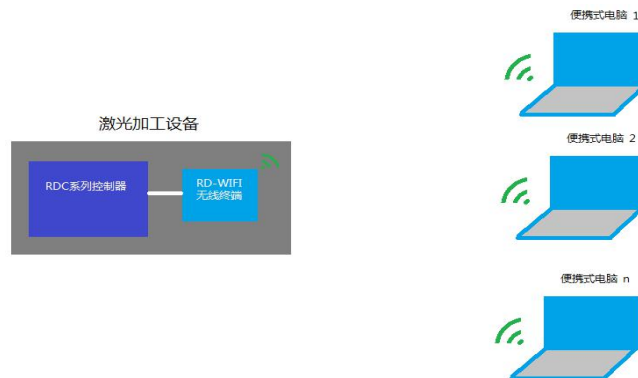 便携式电脑 1
激光加工设备
便携式电脑 2
RDC系列控制器
RD-WIFI
无线终端
便携式电脑 n